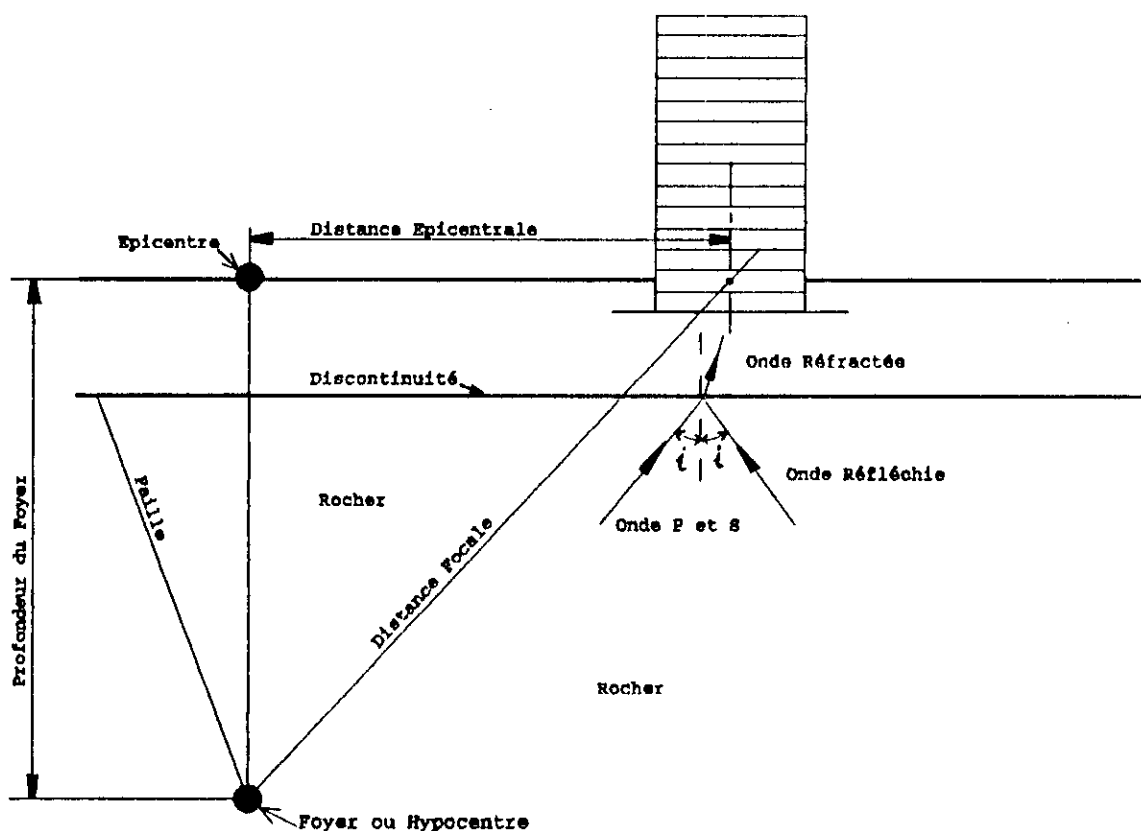 Distance Epicentrale
Epicentre
Onde Réfractée
Discontinuité
i i
Onde Réfléchie
Faille
Rocher
Onde P et S
Profondeur du Foyer
Distance Focale
Rocher
Foyer ou Hypocentre